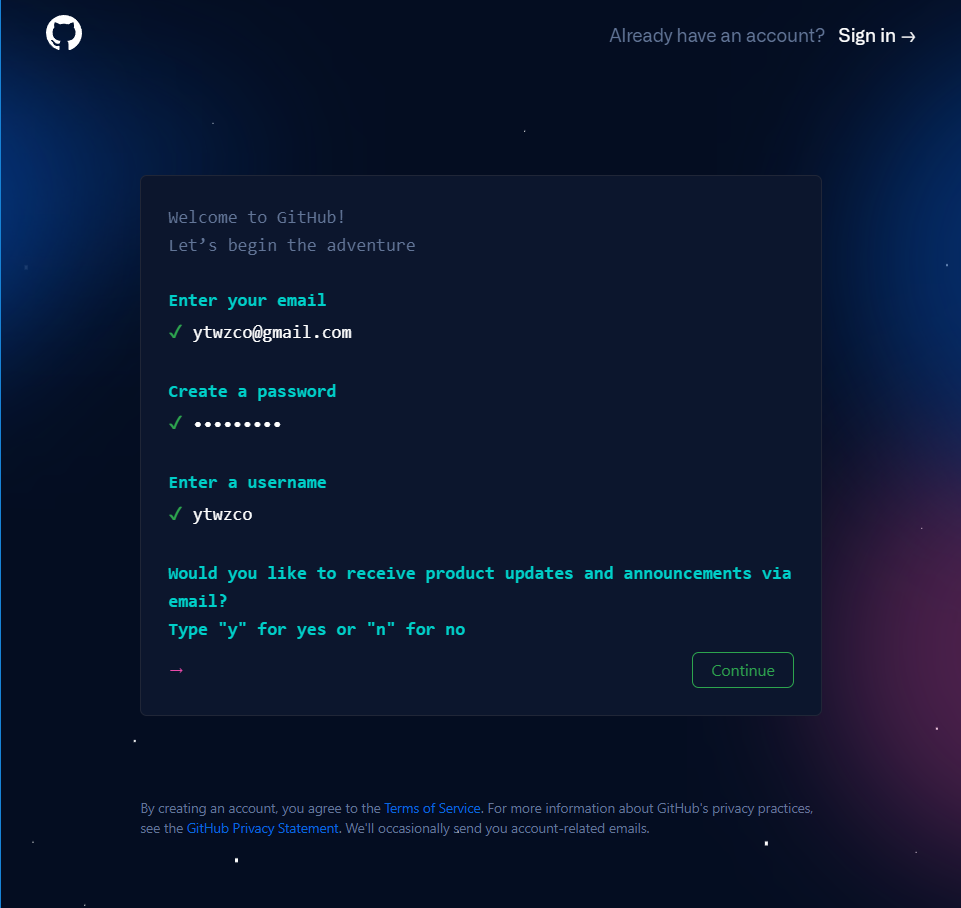 Already have an account? Sign in →
Welcome to GitHub!
Let’s begin the adventure
Enter your email
✓ ytwzco@gmail.com
Create a password
✓ •••••••••
Enter a username
✓ ytwzco
Would you like to receive product updates and announcements via
email?
Type "y" for yes or "n" for no
→ Continue
By creating an account, you agree to the Terms of Service. For more information about GitHub's privacy practices,
see the GitHub Privacy Statement. We'll occasionally send you account-related emails.